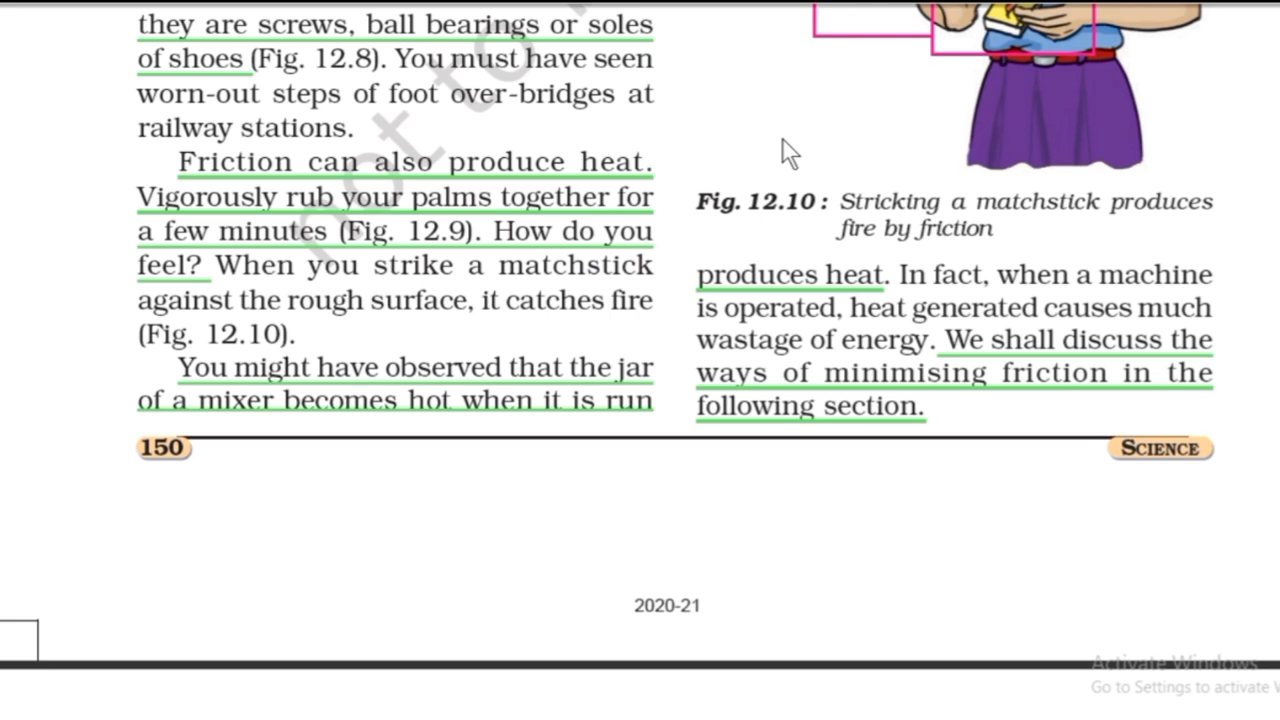 they are screws, ball bearings or soles
of shoes (Fig. 12.8). You must have seen
worn-out steps of foot over-bridges at
railway stations.
Friction can also produce heat.
Vigorously rub your palms together for
a few minutes (Fig. 12.9). How do you
feel? When you strike a matchstick
against the rough surface, it catches fire
(Fig. 12.10).
You might have observed that the jar
of a mixer becomes hot when it is run
Fig. 12.10 : Stricking a matchstick produces
fire by friction
produces heat. In fact, when a machine
is operated, heat generated causes much
wastage of energy. We shall discuss the
ways of minimising friction in the
following section.
150
SCIENCE
2020-21
not to
Activate Windows
Go to Settings to activate